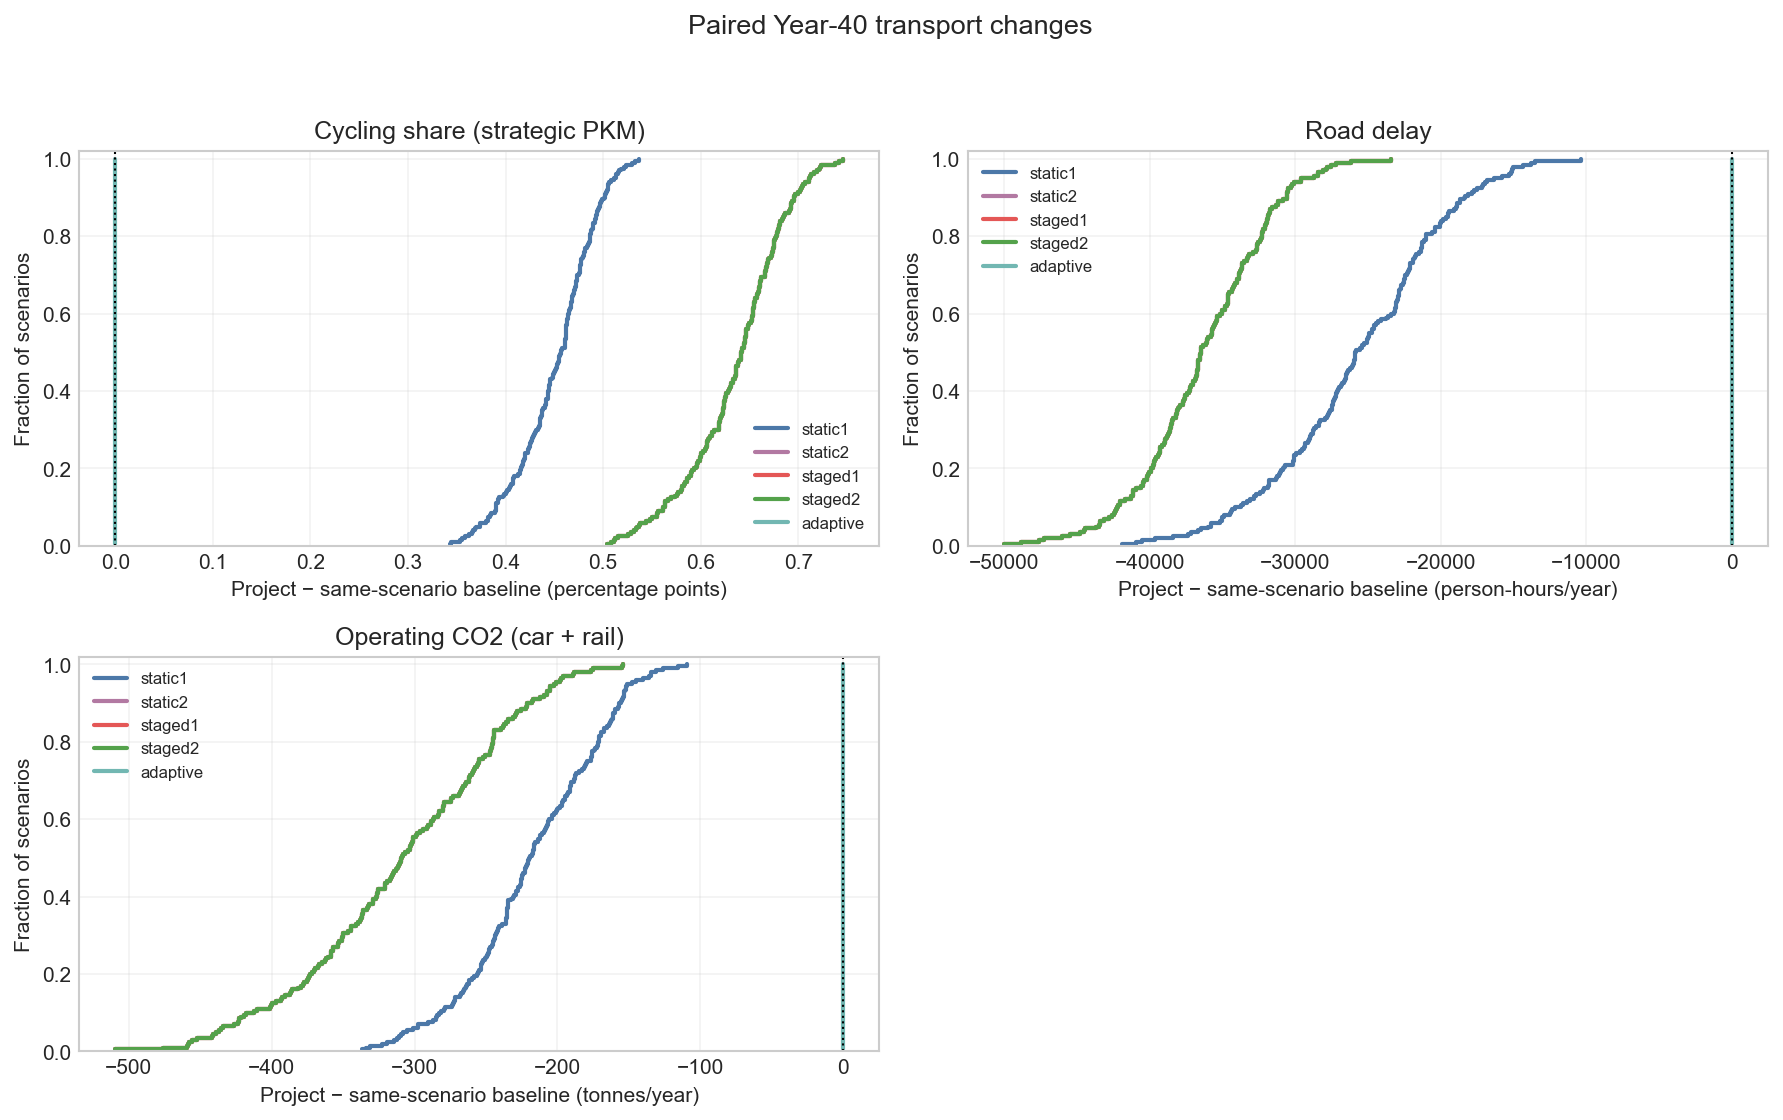 Paired Year-40 transport changes
Cycling share (strategic PKM)
1.0
0.8
0.6
0.4
0.2
0.0
Fraction of scenarios
static1
static2
staged1
staged2
adaptive
0.0 0.1 0.2 0.3 0.4 0.5 0.6 0.7
Project − same-scenario baseline (percentage points)
Road delay
1.0
0.8
0.6
0.4
0.2
0.0
Fraction of scenarios
static1
static2
staged1
staged2
adaptive
−50000 −40000 −30000 −20000 −10000 0
Project − same-scenario baseline (person-hours/year)
Operating CO2 (car + rail)
1.0
0.8
0.6
0.4
0.2
0.0
Fraction of scenarios
static1
static2
staged1
staged2
adaptive
−500 −400 −300 −200 −100 0
Project − same-scenario baseline (tonnes/year)